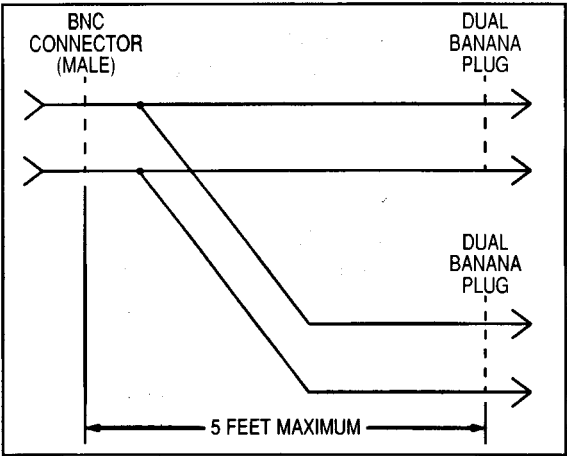 BNC
CONNECTOR
(MALE)
DUAL
BANANA
PLUG
DUAL
BANANA
PLUG
5 FEET MAXIMUM